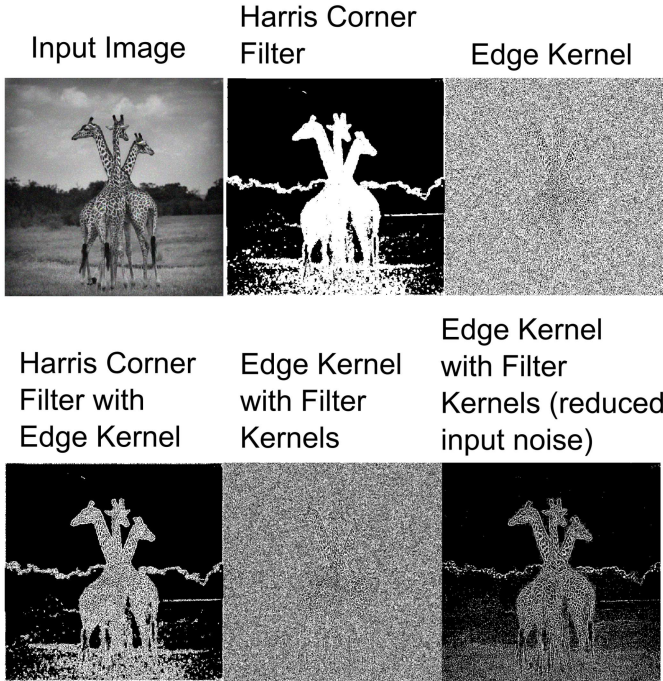 Input Image
Harris Corner
Filter
Edge Kernel
Harris Corner
Filter with
Edge Kernel
Edge Kernel
with Filter
Kernels
Edge Kernel
with Filter
Kernels (reduced
input noise)